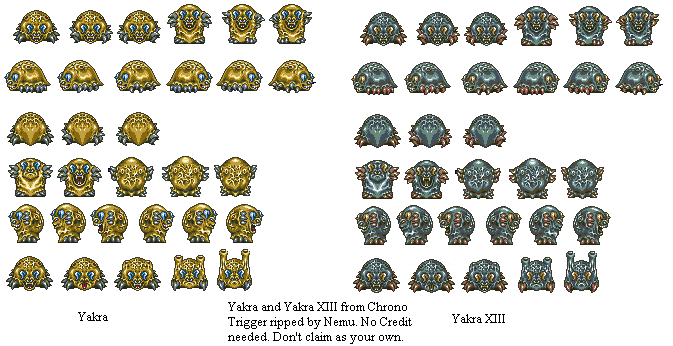 Yakra
Yakra and Yakra XIII from Chrono
Trigger ripped by Nemu. No Credit
needed. Don't claim as your own.
Yakra XIII